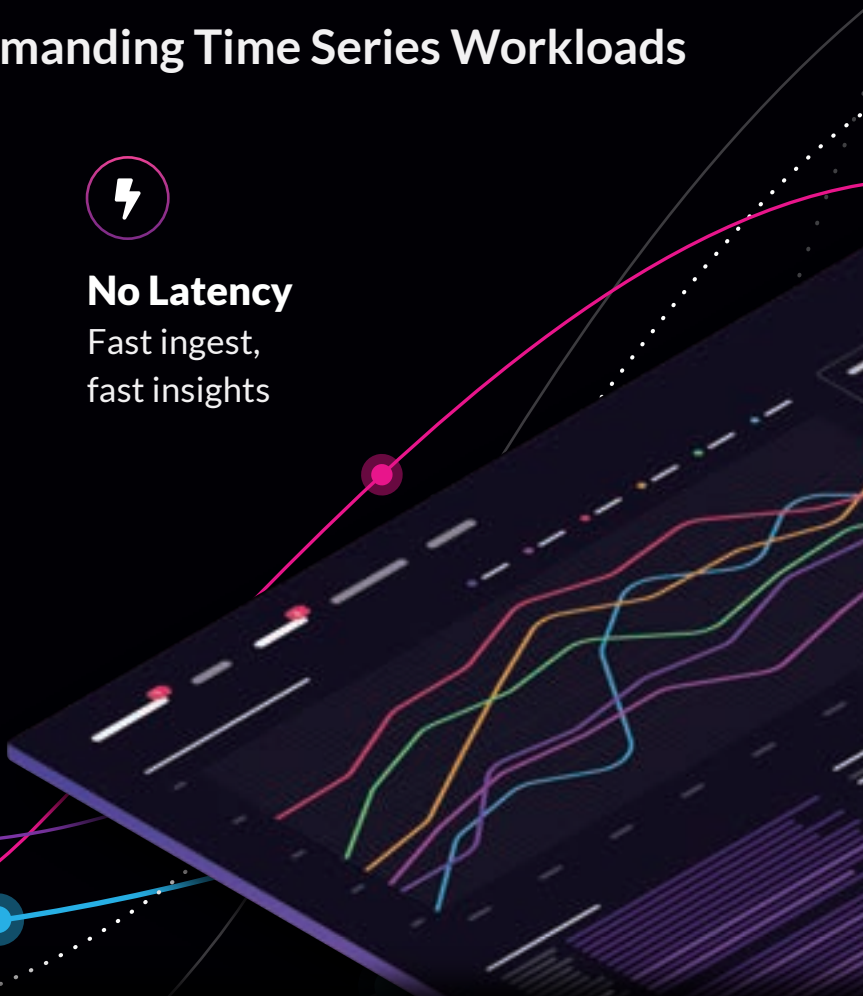 manding Time Series Workloads
No Latency
Fast ingest,
fast insights